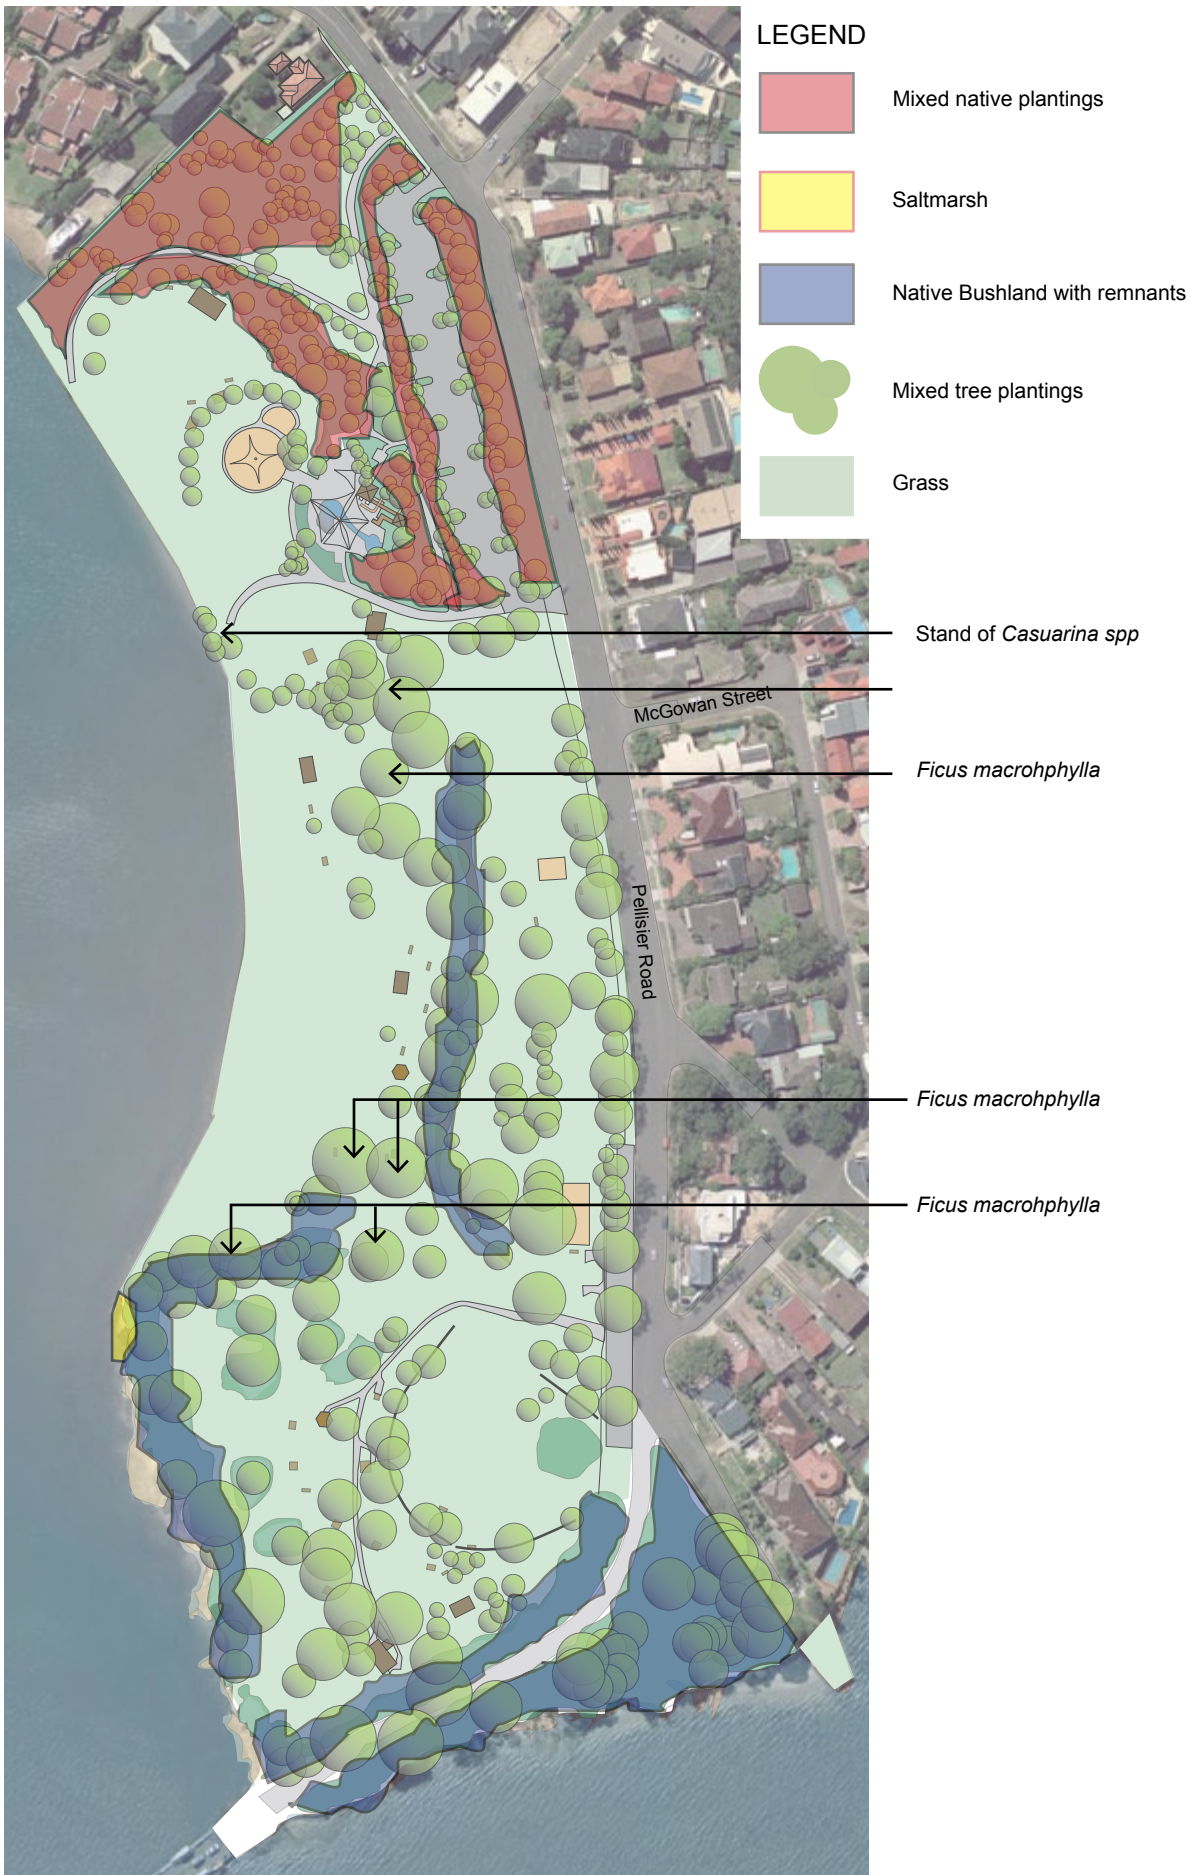 LEGEND
Mixed native plantings
Saltmarsh
Native Bushland with remnants
Mixed tree plantings
Grass
Stand of Casuarina spp
McGowan Street
Ficus macrohphylla
Pellisier Road
Ficus macrohphylla
Ficus macrohphylla